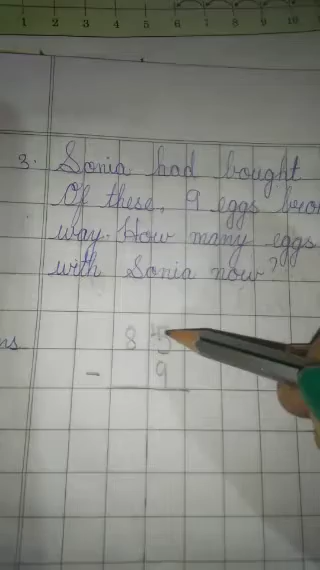 1 2 3 4 5 6 7 8 9 10
3. Sonia had bought
Of these, 9 eggs
way. How many eggs
with Sonia now?
ns
8
- 9